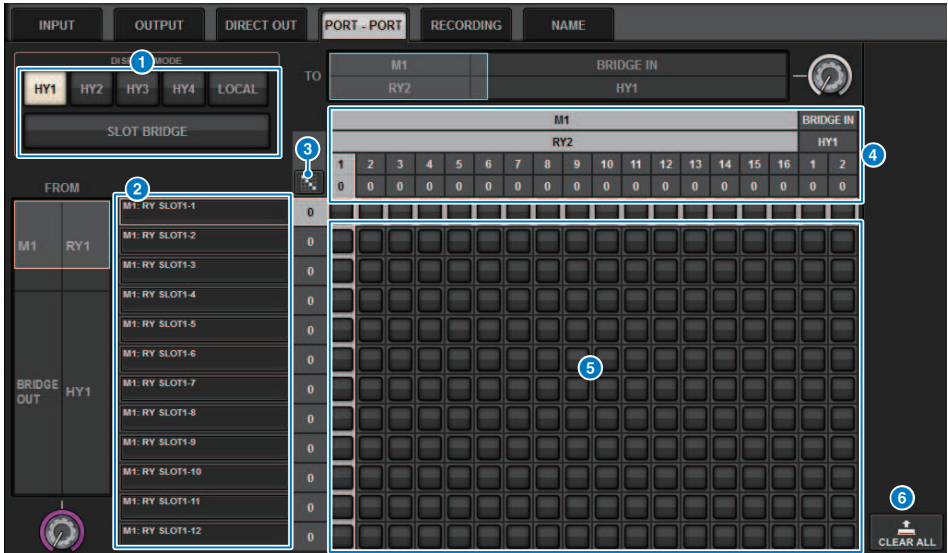 INPUT OUTPUT DIRECT OUT PORT - PORT RECORDING NAME
1
HY1 HY2 HY3 HY4 LOCAL
SLOT BRIDGE
TO
M1 BRIDGE IN
RY2 HY1
3
M1 BRIDGE IN
RY2 HY1
4
1 2 3 4 5 6 7 8 9 10 11 12 13 14 15 16 1 2
0 0 0 0 0 0 0 0 0 0 0 0 0 0 0 0 0 0
FROM
2
M1 RY1
BRIDGE OUT HY1
M1: RY SLOT1-1 0
M1: RY SLOT1-2 0
M1: RY SLOT1-3 0
M1: RY SLOT1-4 0
M1: RY SLOT1-5 0
M1: RY SLOT1-6 0
M1: RY SLOT1-7 0
M1: RY SLOT1-8 0
M1: RY SLOT1-9 0
M1: RY SLOT1-10 0
M1: RY SLOT1-11 0
M1: RY SLOT1-12 0
5
6
CLEAR ALL